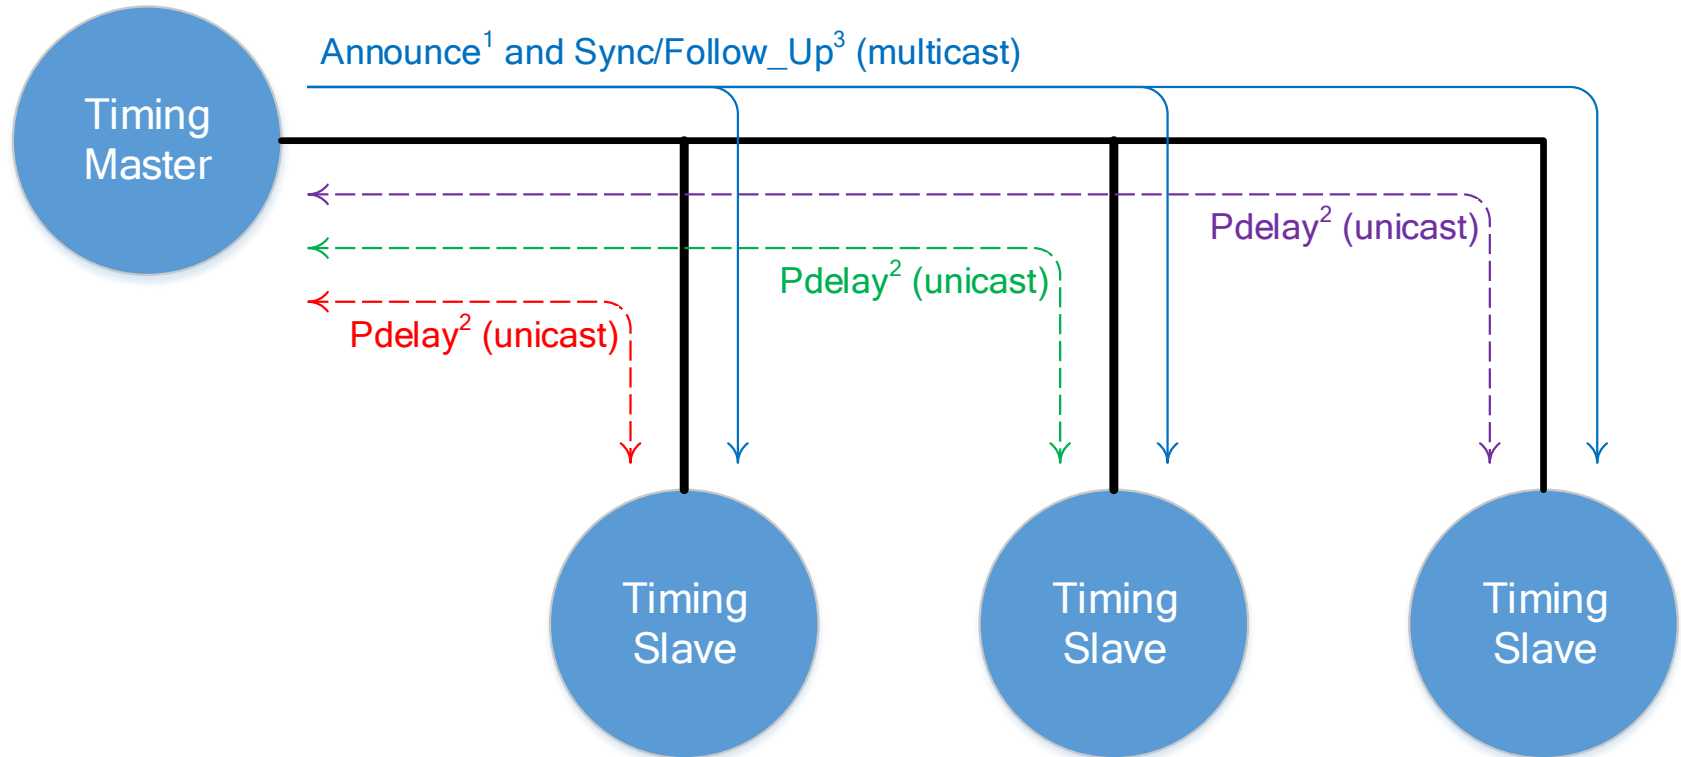 Announce¹ and Sync/Follow_Up³ (multicast)
Timing
Master
Pdelay² (unicast)
Pdelay² (unicast)
Pdelay² (unicast)
Timing
Slave
Timing
Slave
Timing
Slave